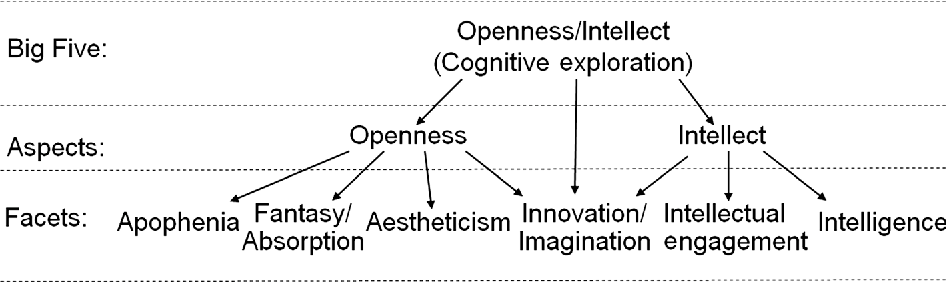 Big Five:
Openness/Intellect
(Cognitive exploration)
Aspects:
Openness
Intellect
Facets:
Apophenia
Fantasy/
Absorption
Aestheticism
Innovation/
Imagination
Intellectual
engagement
Intelligence